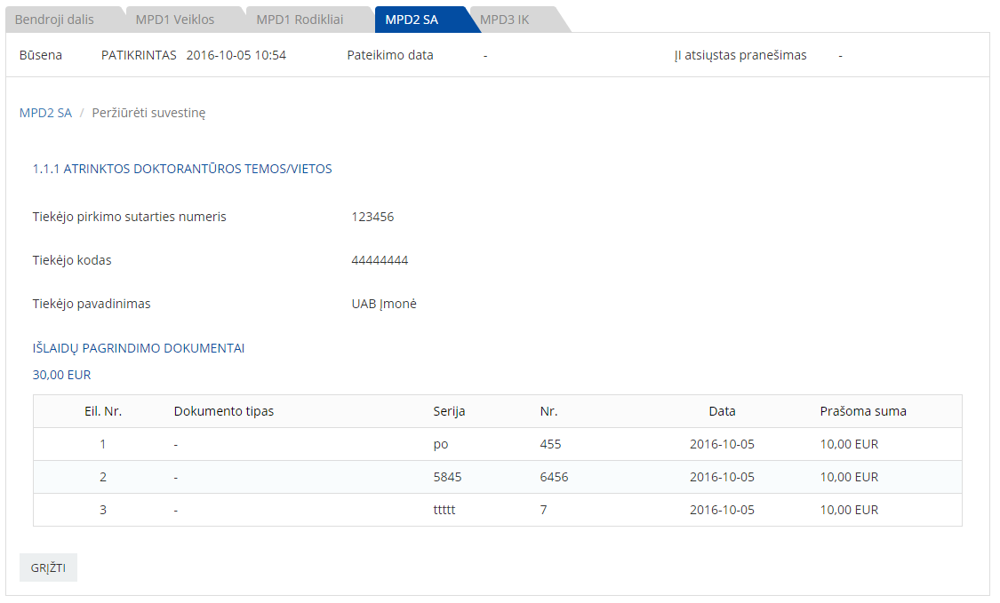 Bendroji dalis MPD1 Veiklos MPD1 Rodikliai MPD2 SA MPD3 IK
Būsena PATIKRINTAS 2016-10-05 10:54 Pateikimo data - ĮI atsiųstas pranešimas -
MPD2 SA / Peržiūrėti suvestinę
1.1.1 ATRINKTOS DOKTORANTŪROS TEMOS/VIETOS
Tiekėjo pirkimo sutarties numeris 123456
Tiekėjo kodas 44444444
Tiekėjo pavadinimas UAB Įmonė
IŠLAIDŲ PAGRINDIMO DOKUMENTAI
30,00 EUR
Eil. Nr. Dokumento tipas Serija Nr. Data Prašoma suma
1 - po 455 2016-10-05 10,00 EUR
2 - 5845 6456 2016-10-05 10,00 EUR
3 - ttttt 7 2016-10-05 10,00 EUR
GRĮŽTI